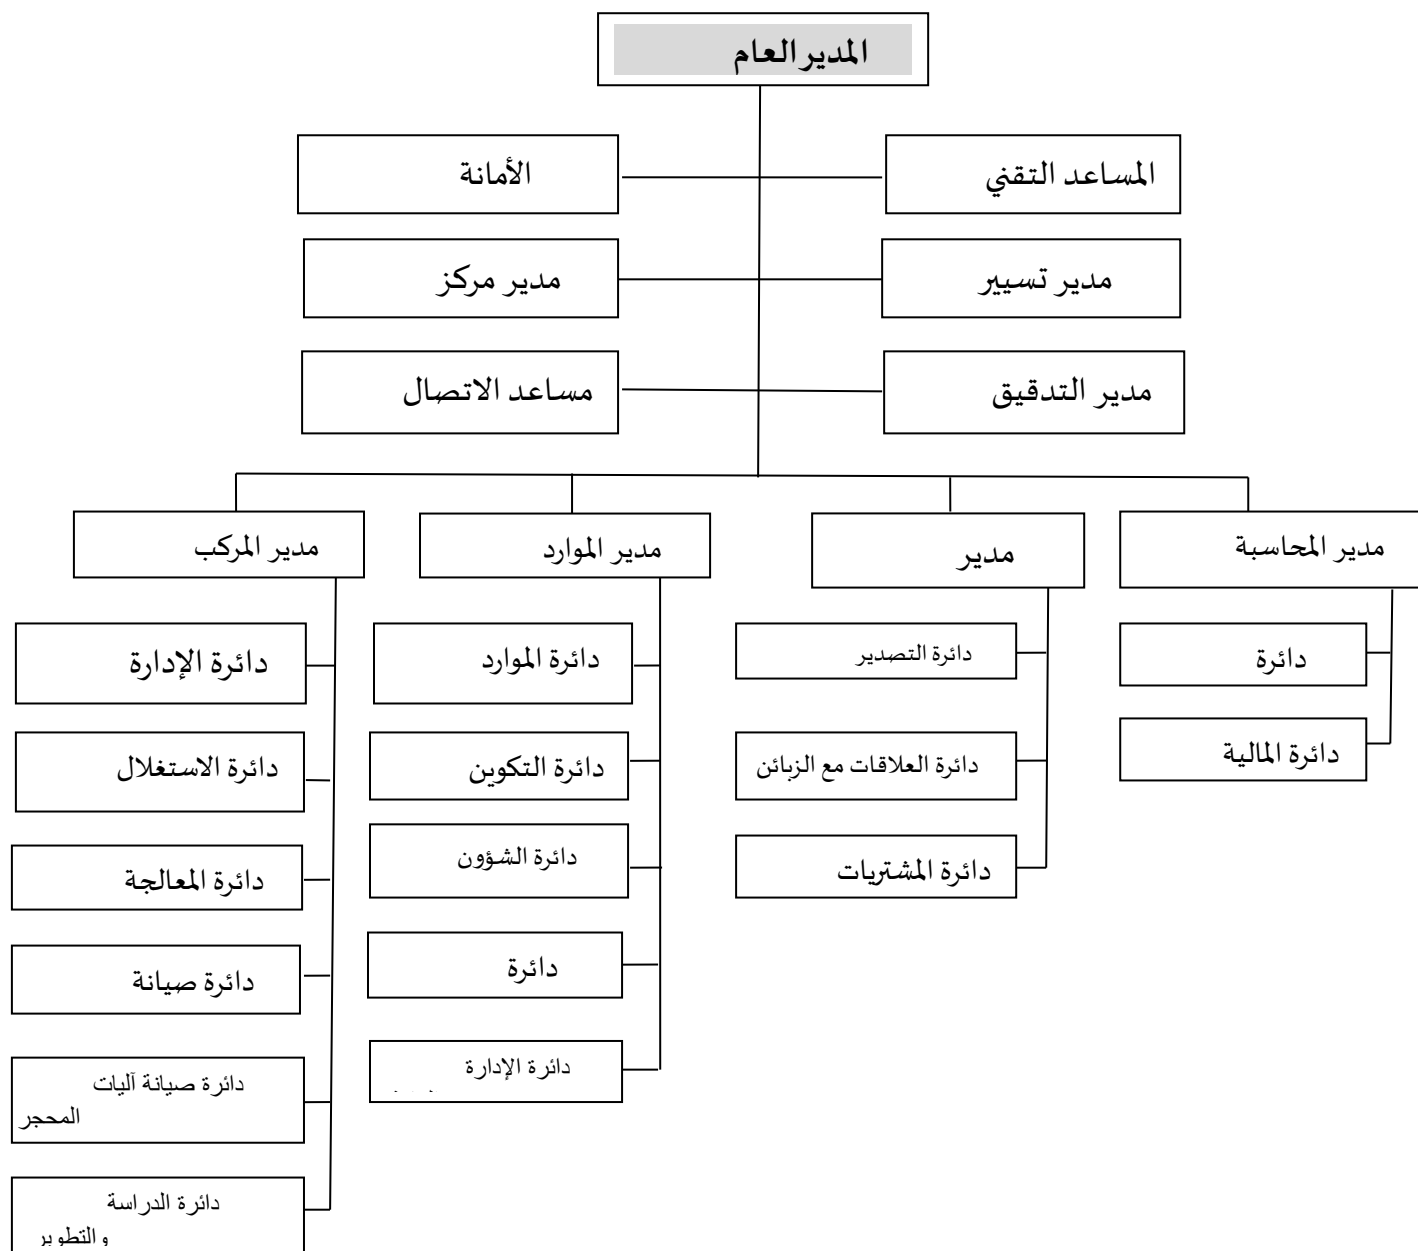 المدير العام
المساعد التقني
الأمانة
مدير تسيير
مدير مركز
مدير التدقيق
مساعد الاتصال
مدير المحاسبة
مدير
مدير الموارد
مدير المركب
دائرة
دائرة المالية
دائرة التصدير
دائرة العلاقات مع الزبائن
دائرة المشتريات
دائرة الموارد
دائرة التكوين
دائرة الشؤون
دائرة
دائرة الإدارة
دائرة الإدارة
دائرة الاستغلال
دائرة المعالجة
دائرة صيانة
دائرة صيانة آليات
المحجر
دائرة الدراسة
والتطوير